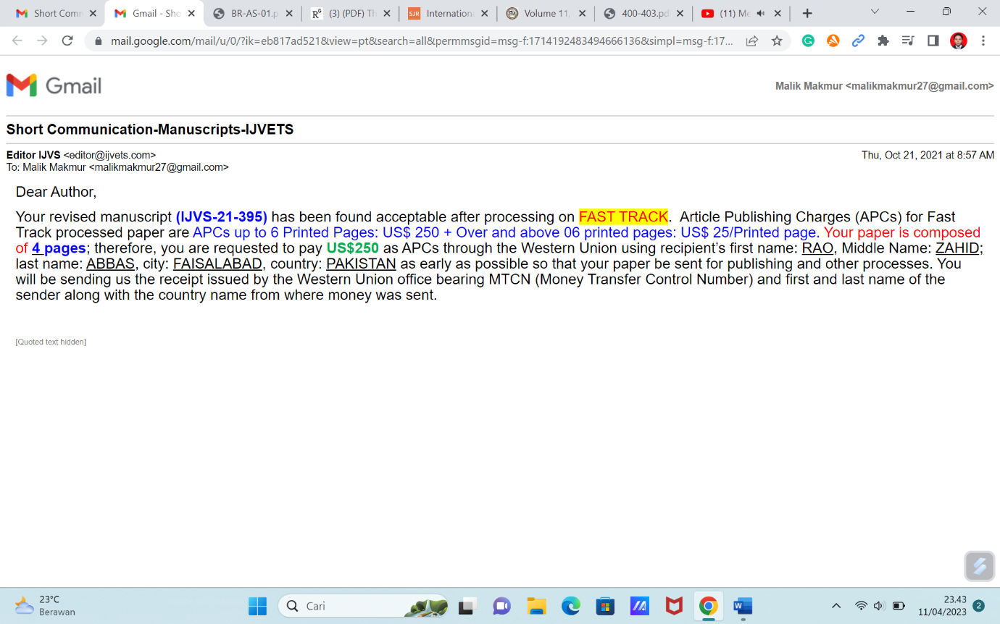 Short Comm
Gmail - Sho
BR-AS-01.p
R⁶ (3) (PDF) Th
SJR Internation
Volume 11,
400-403.pd
(11) Me
mail.google.com/mail/u/0/?ik=eb817ad521&view=pt&search=all&permmsgid=msg-f:1714192483494666136&simpl=msg-f:17...
Gmail
Malik Makmur <malikmakmur27@gmail.com>
Short Communication-Manuscripts-IJVETS
Editor IJVS <editor@ijvets.com>
Thu, Oct 21, 2021 at 8:57 AM
To: Malik Makmur <malikmakmur27@gmail.com>
Dear Author,
Your revised manuscript (IJVS-21-395) has been found acceptable after processing on FAST TRACK. Article Publishing Charges (APCs) for Fast
Track processed paper are APCs up to 6 Printed Pages: US$ 250 + Over and above 06 printed pages: US$ 25/Printed page. Your paper is composed
of 4 pages; therefore, you are requested to pay US$250 as APCs through the Western Union using recipient's first name: RAO, Middle Name: ZAHID;
last name: ABBAS, city: FAISALABAD, country: PAKISTAN as early as possible so that your paper be sent for publishing and other processes. You
will be sending us the receipt issued by the Western Union office bearing MTCN (Money Transfer Control Number) and first and last name of the
sender along with the country name from where money was sent.
[Quoted text hidden]
23°C
Berawan
Cari
23.43
11/04/2023
2